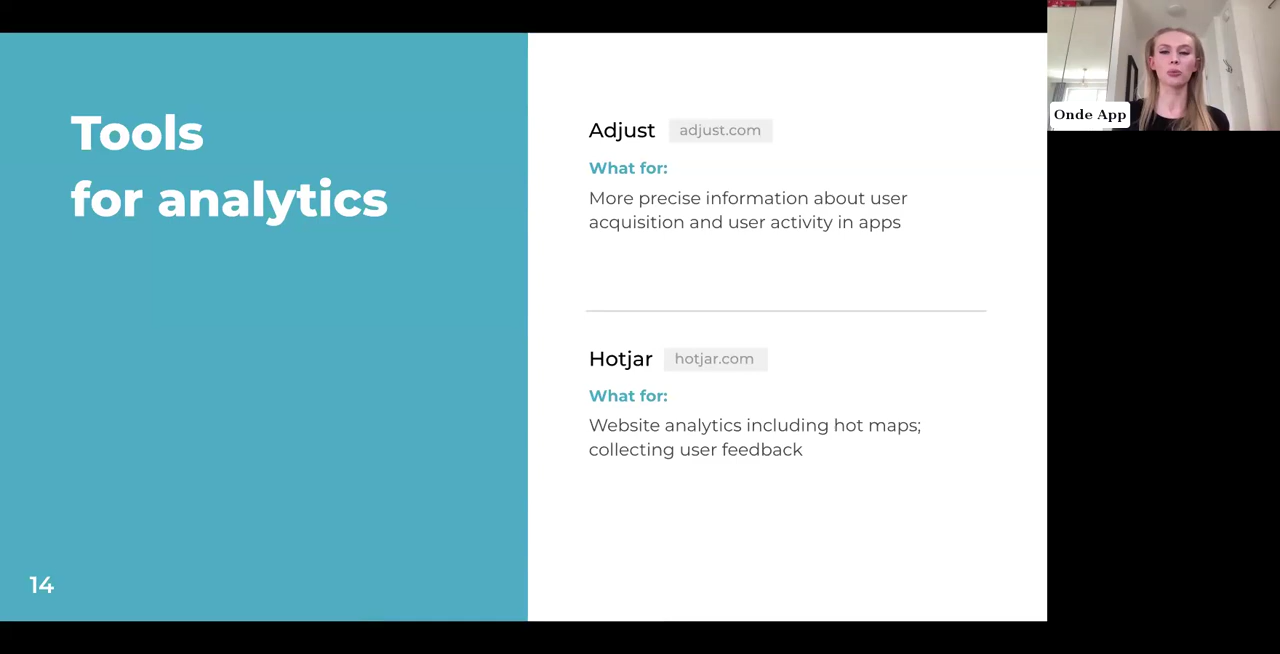 Tools
for analytics
14
Adjust adjust.com
What for:
More precise information about user
acquisition and user activity in apps
Hotjar hotjar.com
What for:
Website analytics including hot maps;
collecting user feedback
Onde App